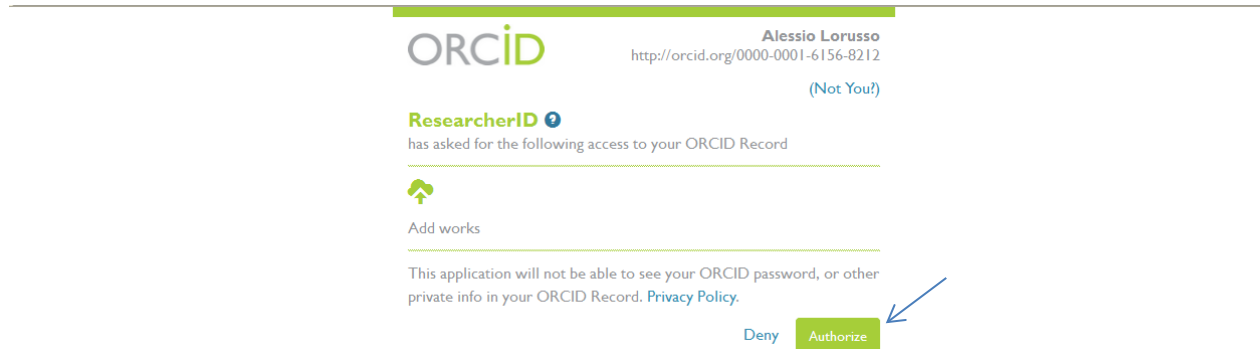 ORCID
Alessio Lorusso
http://orcid.org/0000-0001-6156-8212
(Not You?)
ResearcherID ?
has asked for the following access to your ORCID Record
Add works
This application will not be able to see your ORCID password, or other
private info in your ORCID Record. Privacy Policy.
Deny Authorize